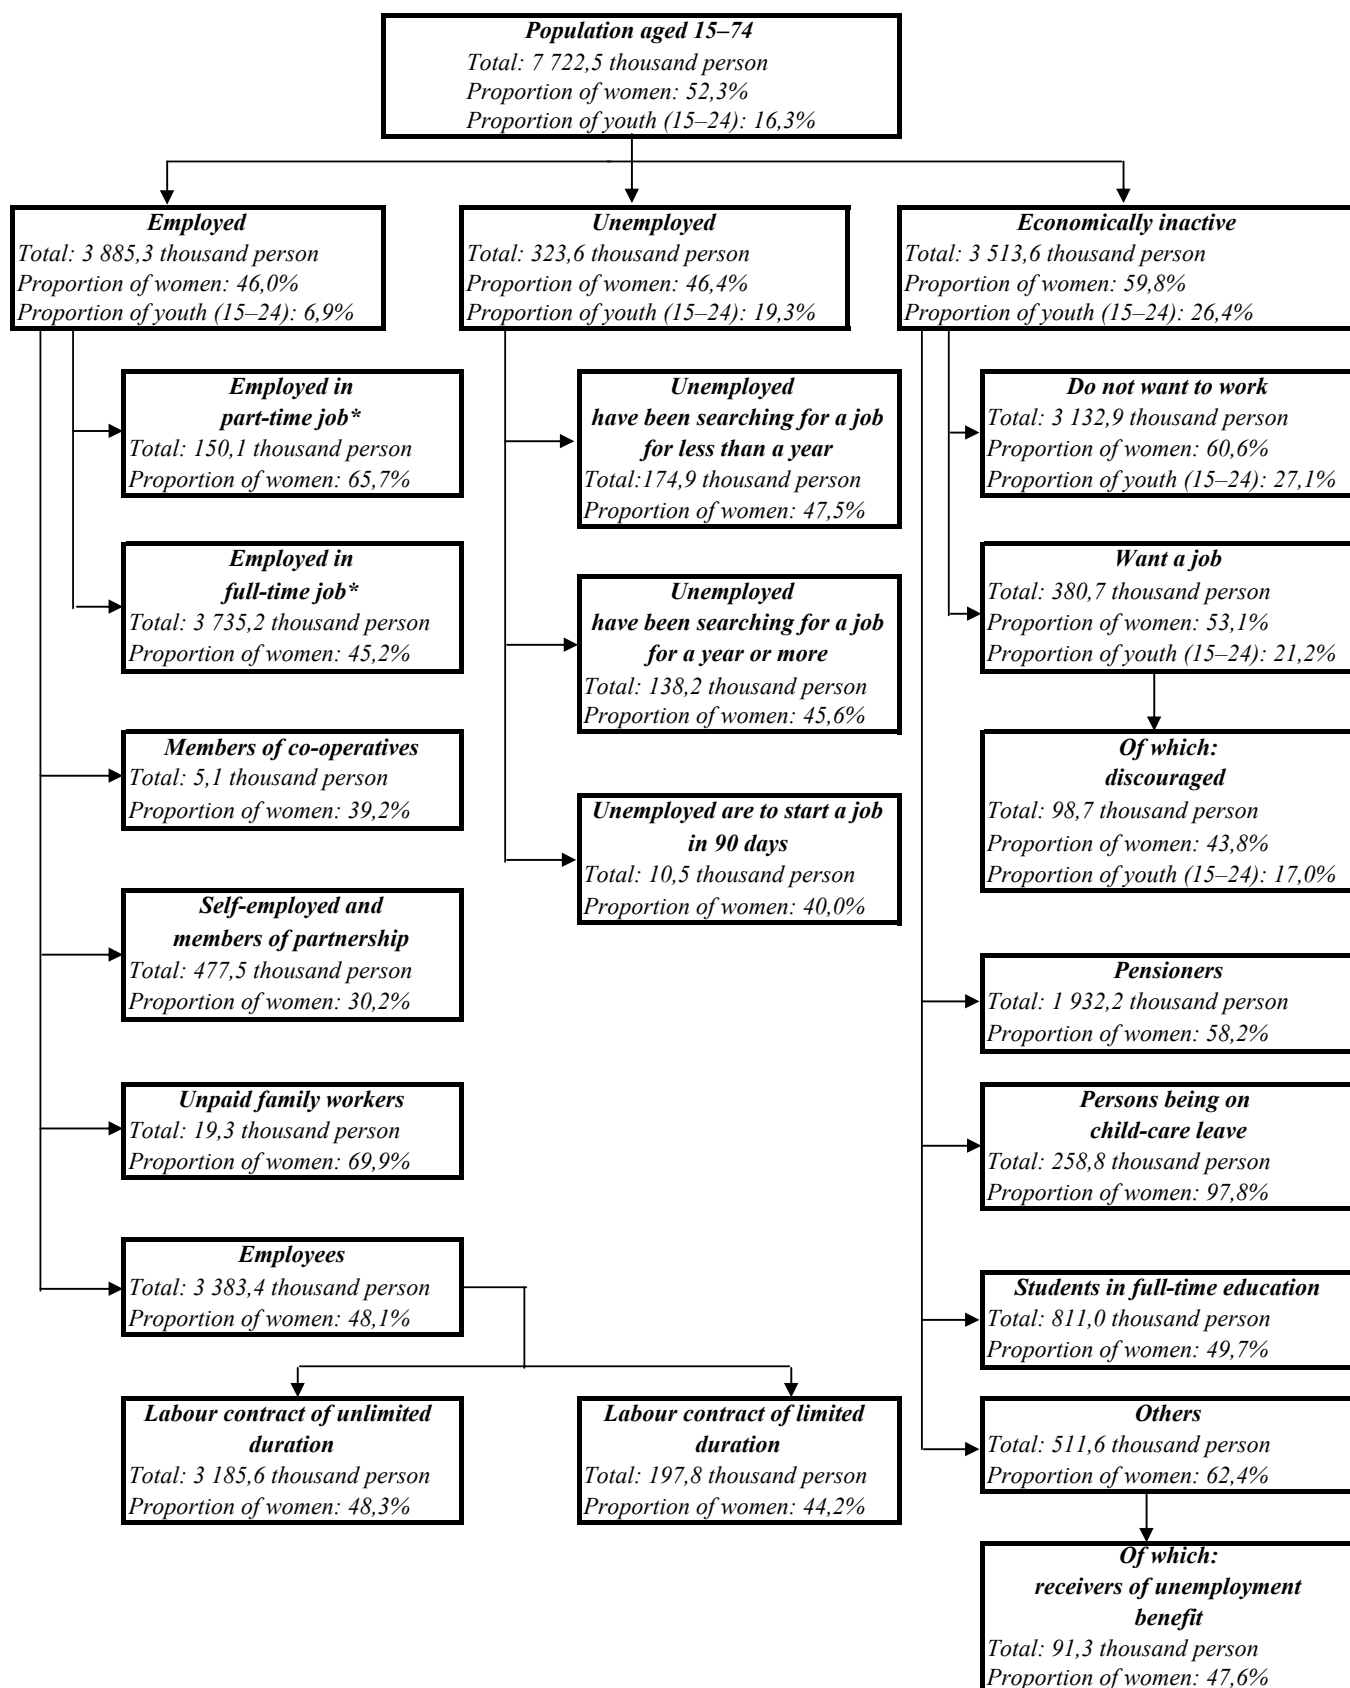 Population aged 15–74
Total: 7 722,5 thousand person
Proportion of women: 52,3%
Proportion of youth (15–24): 16,3%
Employed
Total: 3 885,3 thousand person
Proportion of women: 46,0%
Proportion of youth (15–24): 6,9%
Unemployed
Total: 323,6 thousand person
Proportion of women: 46,4%
Proportion of youth (15–24): 19,3%
Economically inactive
Total: 3 513,6 thousand person
Proportion of women: 59,8%
Proportion of youth (15–24): 26,4%
Employed in
part-time job*
Total: 150,1 thousand person
Proportion of women: 65,7%
Employed in
full-time job*
Total: 3 735,2 thousand person
Proportion of women: 45,2%
Members of co-operatives
Total: 5,1 thousand person
Proportion of women: 39,2%
Self-employed and
members of partnership
Total: 477,5 thousand person
Proportion of women: 30,2%
Unpaid family workers
Total: 19,3 thousand person
Proportion of women: 69,9%
Employees
Total: 3 383,4 thousand person
Proportion of women: 48,1%
Labour contract of unlimited
duration
Total: 3 185,6 thousand person
Proportion of women: 48,3%
Labour contract of limited
duration
Total: 197,8 thousand person
Proportion of women: 44,2%
Unemployed
have been searching for a job
for less than a year
Total:174,9 thousand person
Proportion of women: 47,5%
Unemployed
have been searching for a job
for a year or more
Total: 138,2 thousand person
Proportion of women: 45,6%
Unemployed are to start a job
in 90 days
Total: 10,5 thousand person
Proportion of women: 40,0%
Do not want to work
Total: 3 132,9 thousand person
Proportion of women: 60,6%
Proportion of youth (15–24): 27,1%
Want a job
Total: 380,7 thousand person
Proportion of women: 53,1%
Proportion of youth (15–24): 21,2%
Of which:
discouraged
Total: 98,7 thousand person
Proportion of women: 43,8%
Proportion of youth (15–24): 17,0%
Pensioners
Total: 1 932,2 thousand person
Proportion of women: 58,2%
Persons being on
child-care leave
Total: 258,8 thousand person
Proportion of women: 97,8%
Students in full-time education
Total: 811,0 thousand person
Proportion of women: 49,7%
Others
Total: 511,6 thousand person
Proportion of women: 62,4%
Of which:
receivers of unemployment
benefit
Total: 91,3 thousand person
Proportion of women: 47,6%